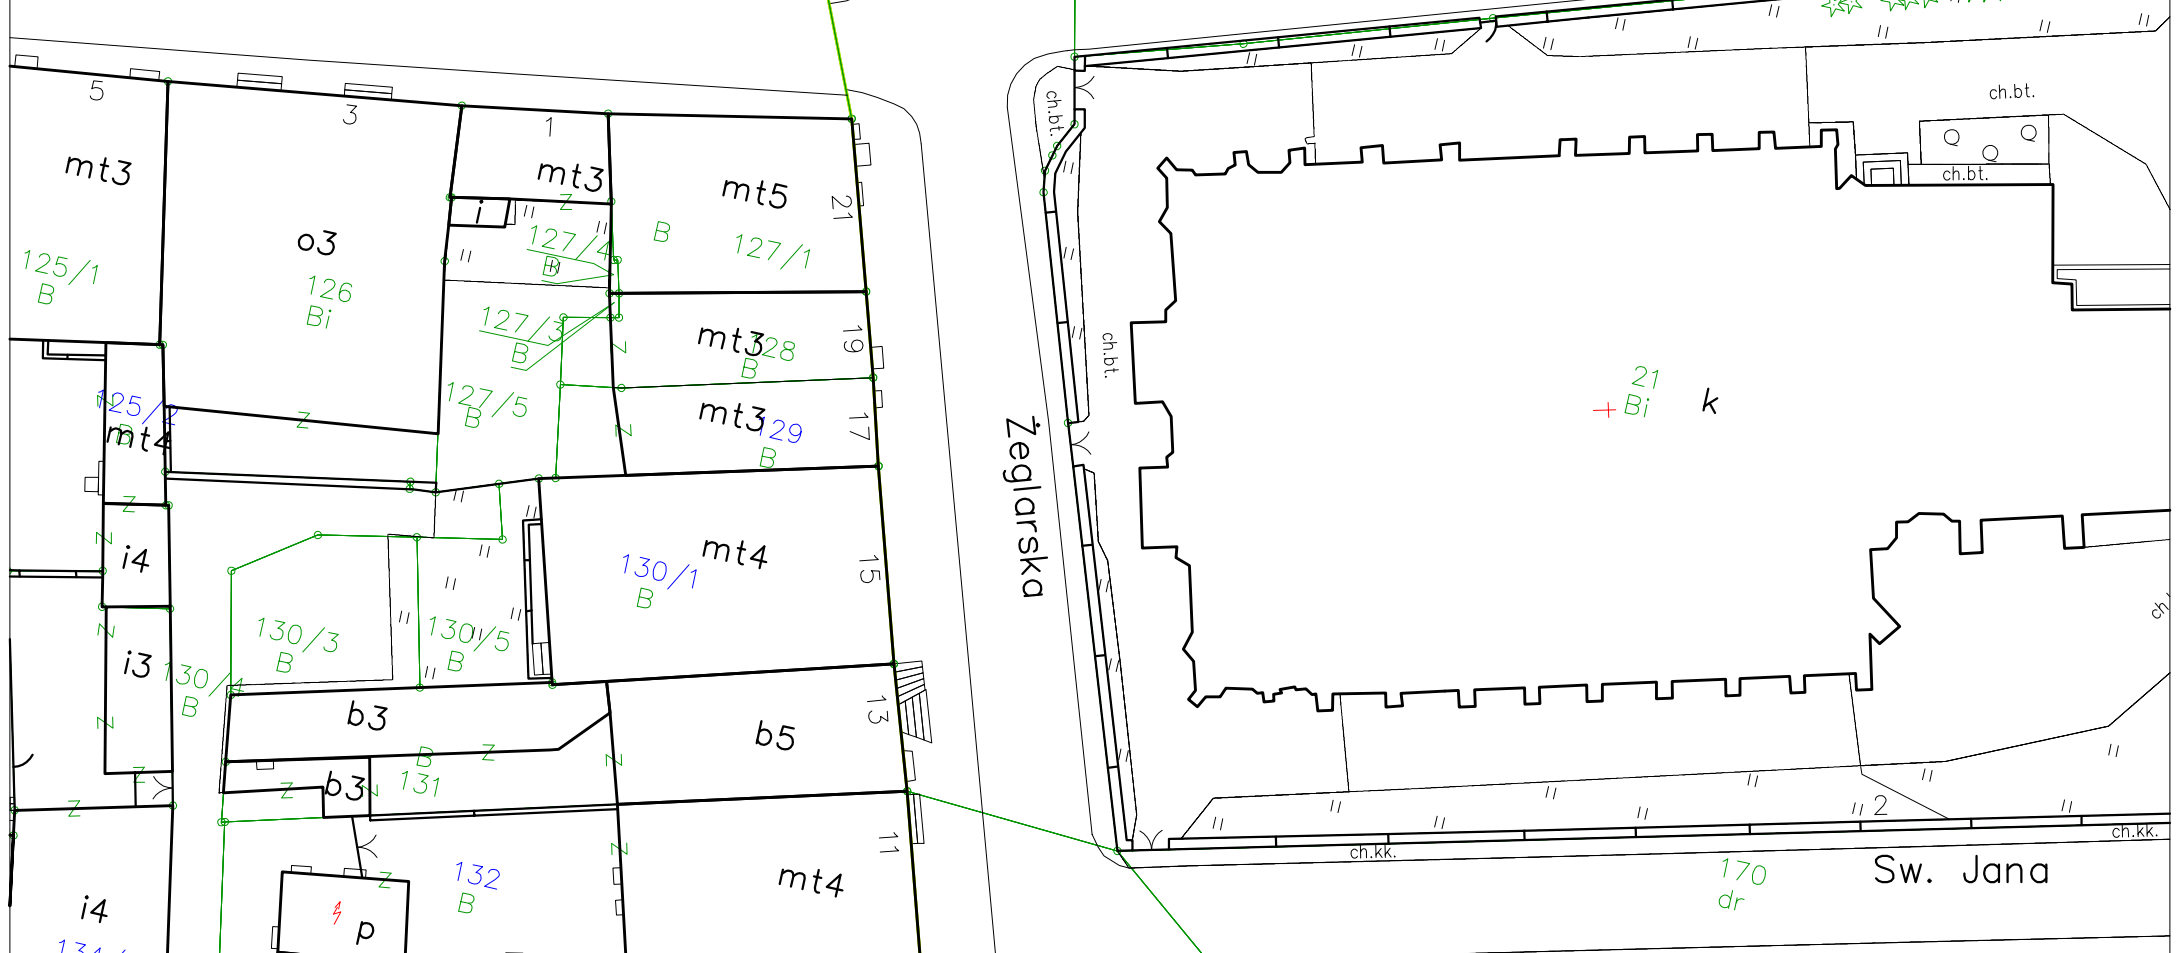 5
3
1
mt3
mt3
mt5
ch.bt.
ch.bt.
ch.bt.
21
o3
i
z
127/4
B
B
127/1
125/1
B
126
Bi
127/3
B
19
mt3
128
B
ch.bt.
125/2
B
mt4
z
127/5
B
mt3
129
B
17
21
Bi
k
Żeglarska
z
z
z
z
i4
mt4
130/1
B
15
i3
130/3
B
130/5
B
130/4
B
z
z
b3
b5
13
B
z
z
131
b3
z
z
z
z
z
11
2
ch.kk.
ch.kk.
132
B
z
mt4
170
dr
Sw. Jana
i4
p